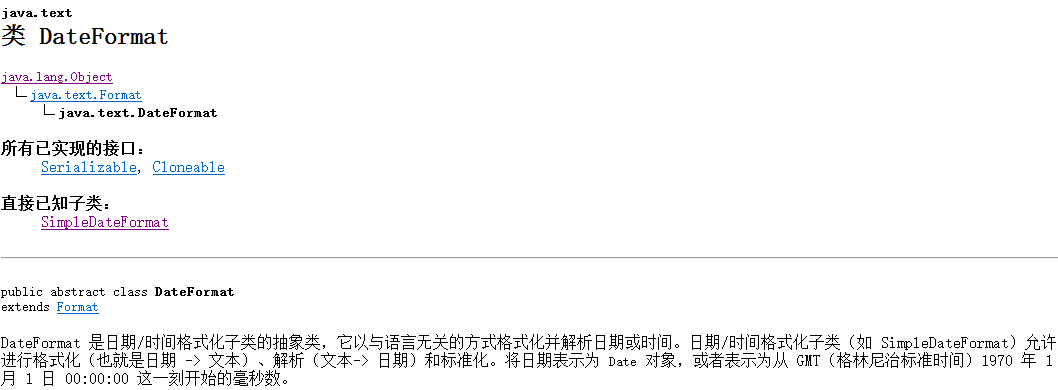 java.text
类 DateFormat
java.lang.Object
java.text.Format
java.text.DateFormat
所有已实现的接口：
Serializable, Cloneable
直接已知子类：
SimpleDateFormat
public abstract class DateFormat
extends Format
DateFormat 是日期/时间格式化子类的抽象类，它以与语言无关的方式格式化并解析日期或时间。日期/时间格式化子类（如 SimpleDateFormat）允许
进行格式化（也就是日期 -> 文本）、解析（文本-> 日期）和标准化。将日期表示为 Date 对象，或者表示为从 GMT（格林尼治标准时间）1970 年 1
月 1 日 00:00:00 这一刻开始的毫秒数。